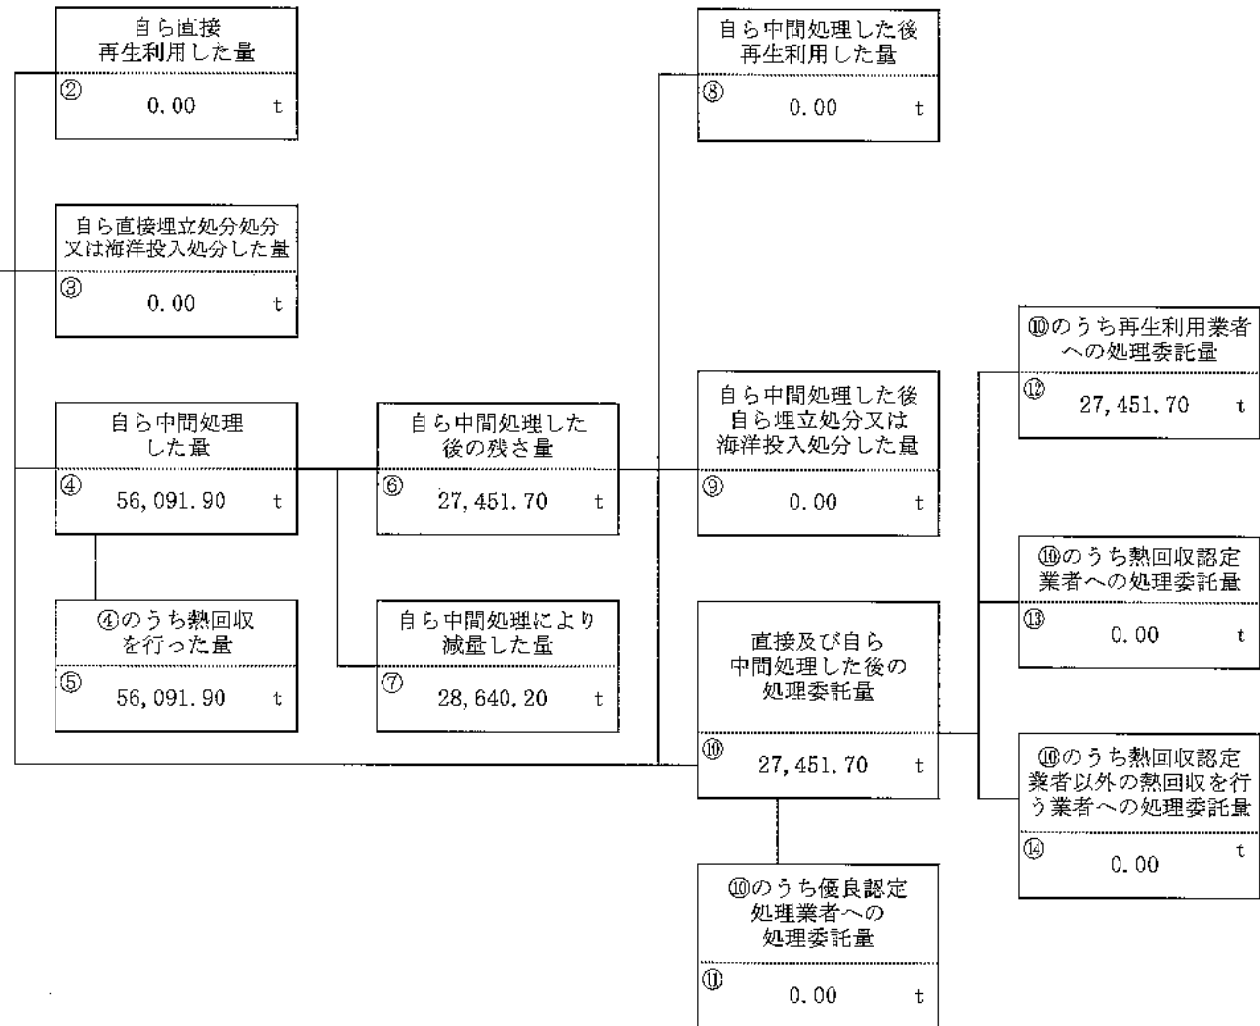 自ら直接
再生利用した量
② 0.00 t
自ら直接埋立処分処分
又は海洋投入処分した量
③ 0.00 t
自ら中間処理
した量
④ 56,091.90 t
④のうち熱回収
を行った量
⑤ 56,091.90 t
自ら中間処理した
後の残さ量
⑥ 27,451.70 t
自ら中間処理により
減量した量
⑦ 28,640.20 t
自ら中間処理した後
再生利用した量
⑧ 0.00 t
自ら中間処理した後
自ら埋立処分又は
海洋投入処分した量
⑨ 0.00 t
直接及び自ら
中間処理した後の
処理委託量
⑩ 27,451.70 t
⑩のうち優良認定
処理業者への
処理委託量
⑪ 0.00 t
⑩のうち再生利用業者
への処理委託量
⑫ 27,451.70 t
⑩のうち熱回収認定
業者への処理委託量
⑬ 0.00 t
⑩のうち熱回収認定
業者以外の熱回収を行
う業者への処理委託量
⑭ 0.00 t